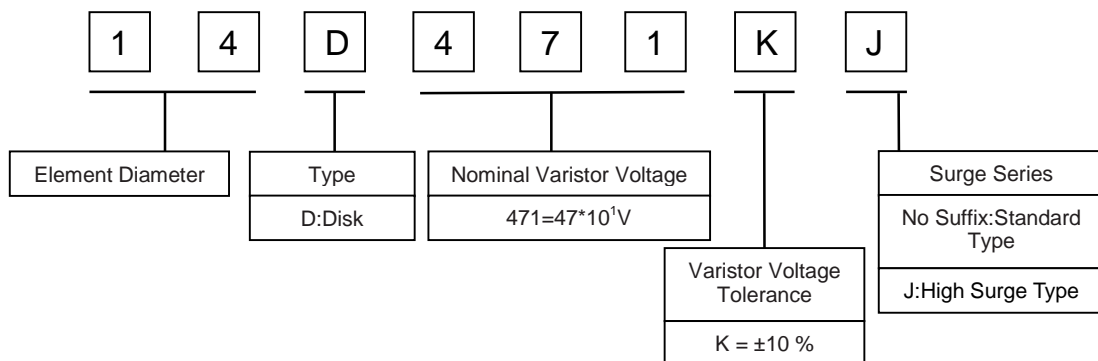 1 4 D 4 7 1 K J
Element Diameter
Type
D:Disk
Nominal Varistor Voltage
471=47*10¹V
Varistor Voltage
Tolerance
K = ±10 %
Surge Series
No Suffix:Standard
Type
J:High Surge Type